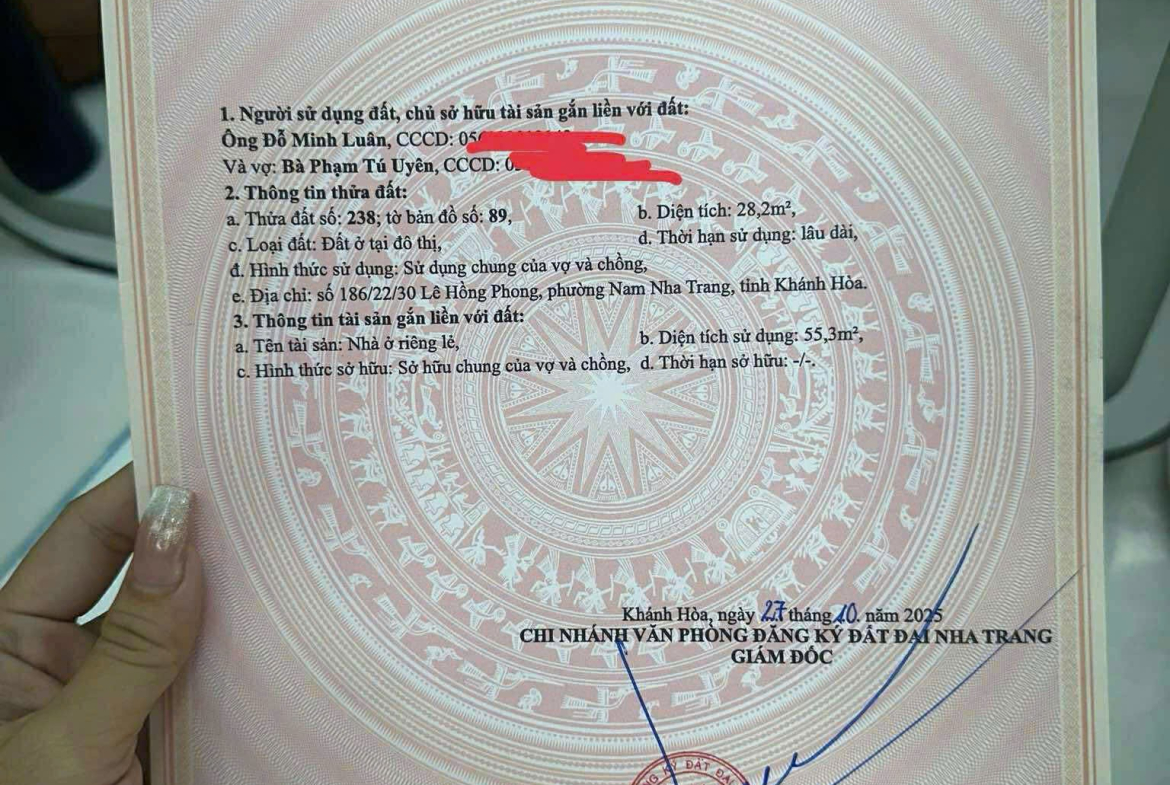 1. Người sử dụng đất, chủ sở hữu tài sản gắn liền với đất:
Ông Đỗ Minh Luân, CCCD:
Và vợ: Bà Phạm Tú Uyên, CCCD:
2. Thông tin thửa đất:
a. Thửa đất số: 238; tờ bản đồ số: 89, b. Diện tích: 28,2m²,
c. Loại đất: Đất ở tại đô thị, d. Thời hạn sử dụng: lâu dài,
đ. Hình thức sử dụng: Sử dụng chung của vợ và chồng,
e. Địa chỉ: số 186/22/30 Lê Hồng Phong, phường Nam Nha Trang, tỉnh Khánh Hòa.
3. Thông tin tài sản gắn liền với đất:
a. Tên tài sản: Nhà ở riêng lẻ, b. Diện tích sử dụng: 55,3m²,
c. Hình thức sở hữu: Sở hữu chung của vợ và chồng, d. Thời hạn sở hữu: -/-.
Khánh Hòa, ngày 27 tháng 10. năm 2025
CHI NHÁNH VĂN PHÒNG ĐĂNG KÝ ĐẤT ĐAI NHA TRANG
GIÁM ĐỐC
KÝ ĐẤT ĐAI